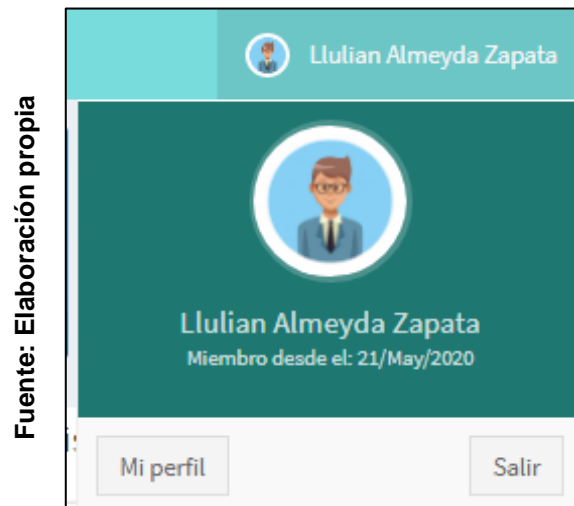 Fuente: Elaboración propia
Llulian Almeyda Zapata
Llulian Almeyda Zapata
Miembro desde el: 21/May/2020
Mi perfil
Salir